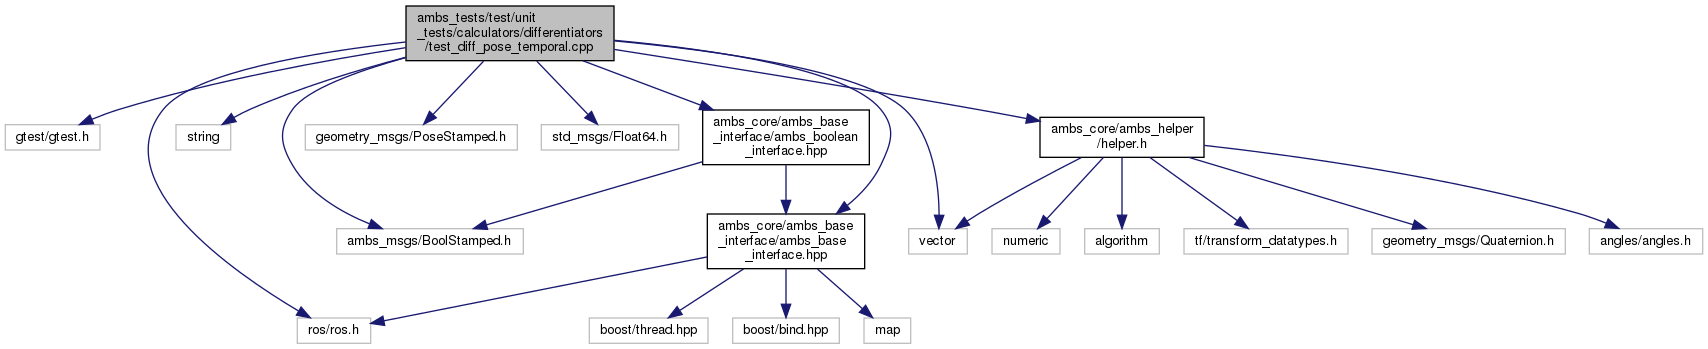 ambs_tests/test/unit
_tests/calculators/differentiators
/test_diff_pose_temporal.cpp
gtest/gtest.h
string
geometry_msgs/PoseStamped.h
std_msgs/Float64.h
ambs_core/ambs_base
_interface/ambs_boolean
_interface.hpp
ambs_core/ambs_helper
/helper.h
ambs_msgs/BoolStamped.h
ambs_core/ambs_base
_interface/ambs_base
_interface.hpp
vector
numeric
algorithm
tf/transform_datatypes.h
geometry_msgs/Quaternion.h
angles/angles.h
ros/ros.h
boost/thread.hpp
boost/bind.hpp
map